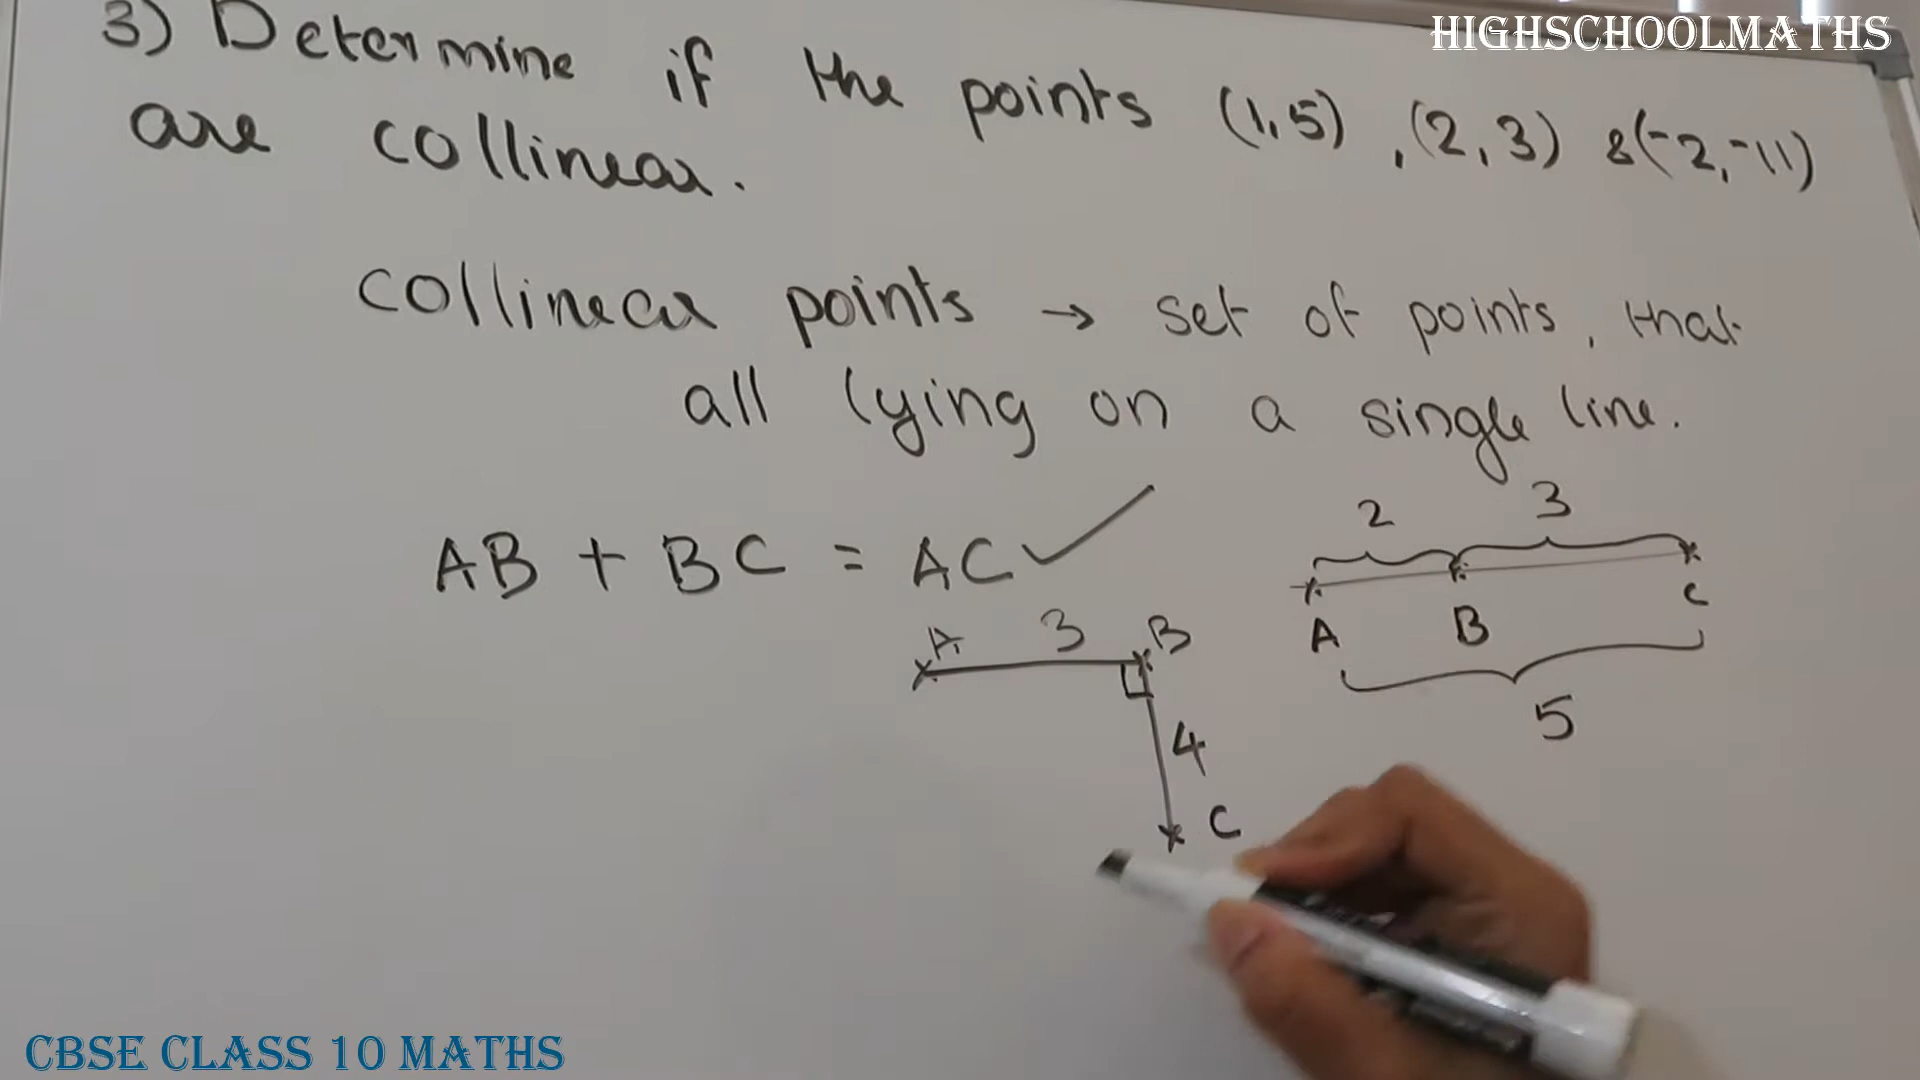 HIGHSCHOOLMATHS
3) Determine if the points (1,5) , (2,3) & (-2,-11)
are collinear.
collinear points → set of points, that
all lying on a single line.
AB + BC = AC ✓
2 3
A B C
5
A 3 B
4
C
CBSE CLASS 10 MATHS